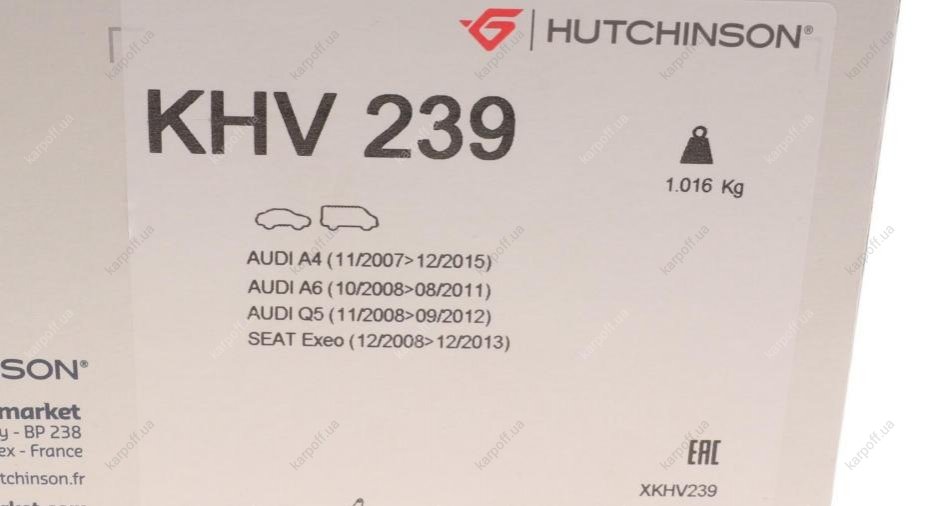 HUTCHINSON®
KHV 239
1.016 Kg
AUDI A4 (11/2007>12/2015)
AUDI A6 (10/2008>08/2011)
AUDI Q5 (11/2008>09/2012)
SEAT Exeo (12/2008>12/2013)
SON®
market
y - BP 238
ex - France
tchinson.fr
EAC
XKHV239
karpoff.ua